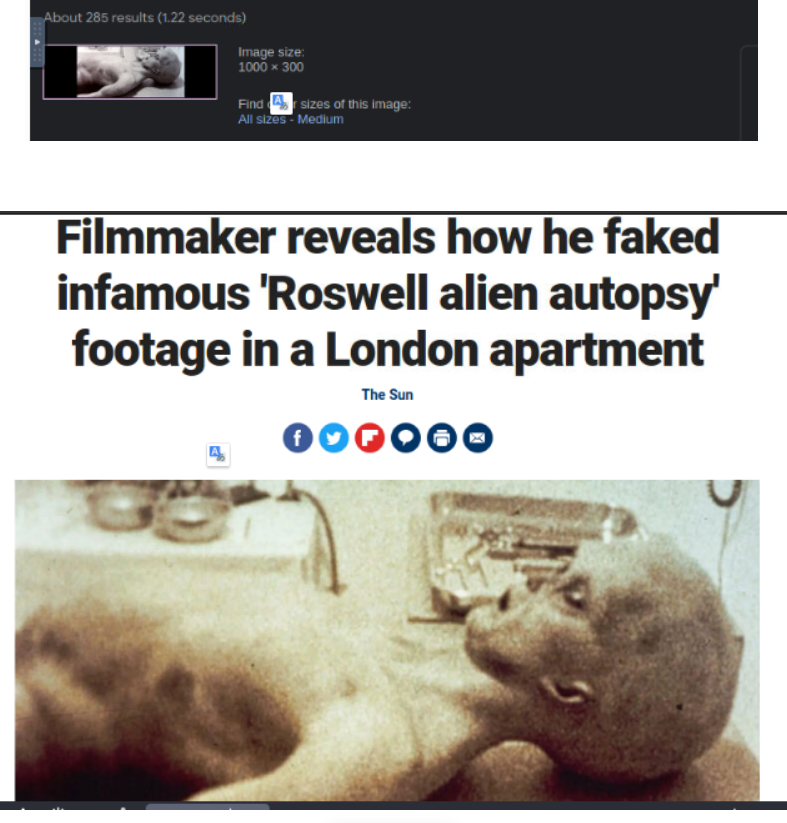 About 285 results (1.22 seconds)
Image size:
1000 × 300
Find sizes of this image:
All sizes - Medium
Filmmaker reveals how he faked
infamous 'Roswell alien autopsy'
footage in a London apartment
The Sun